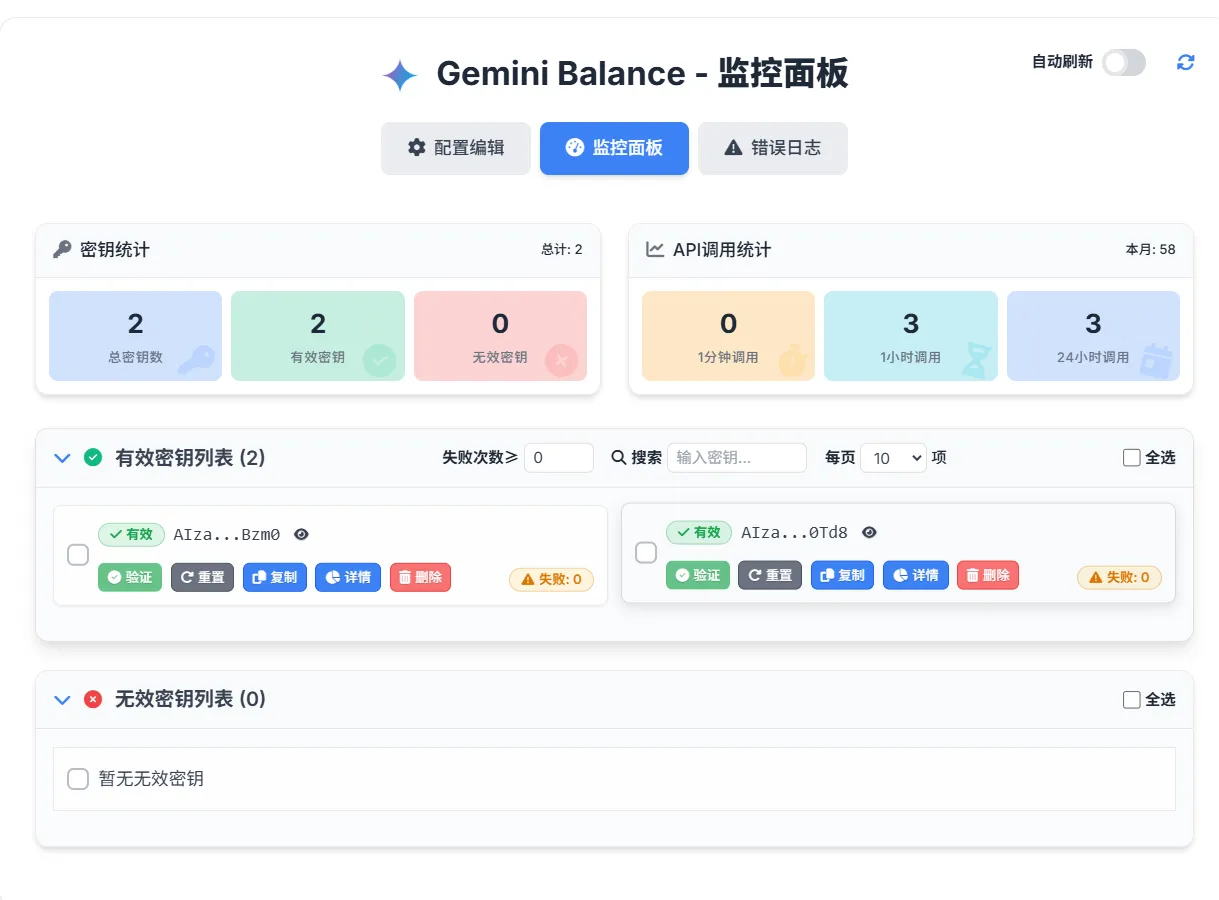 Gemini Balance - 监控面板
自动刷新
配置编辑 监控面板 错误日志
密钥统计 总计: 2
2 2 0
总密钥数 有效密钥 无效密钥
API调用统计 本月: 58
0 3 3
1分钟调用 1小时调用 24小时调用
有效密钥列表 (2) 失败次数≥ 0 搜索 输入密钥... 每页 10 项 全选
有效 AIza...Bzm0
验证 重置 复制 详情 删除 失败: 0
有效 AIza...0Td8
验证 重置 复制 详情 删除 失败: 0
无效密钥列表 (0) 全选
暂无无效密钥